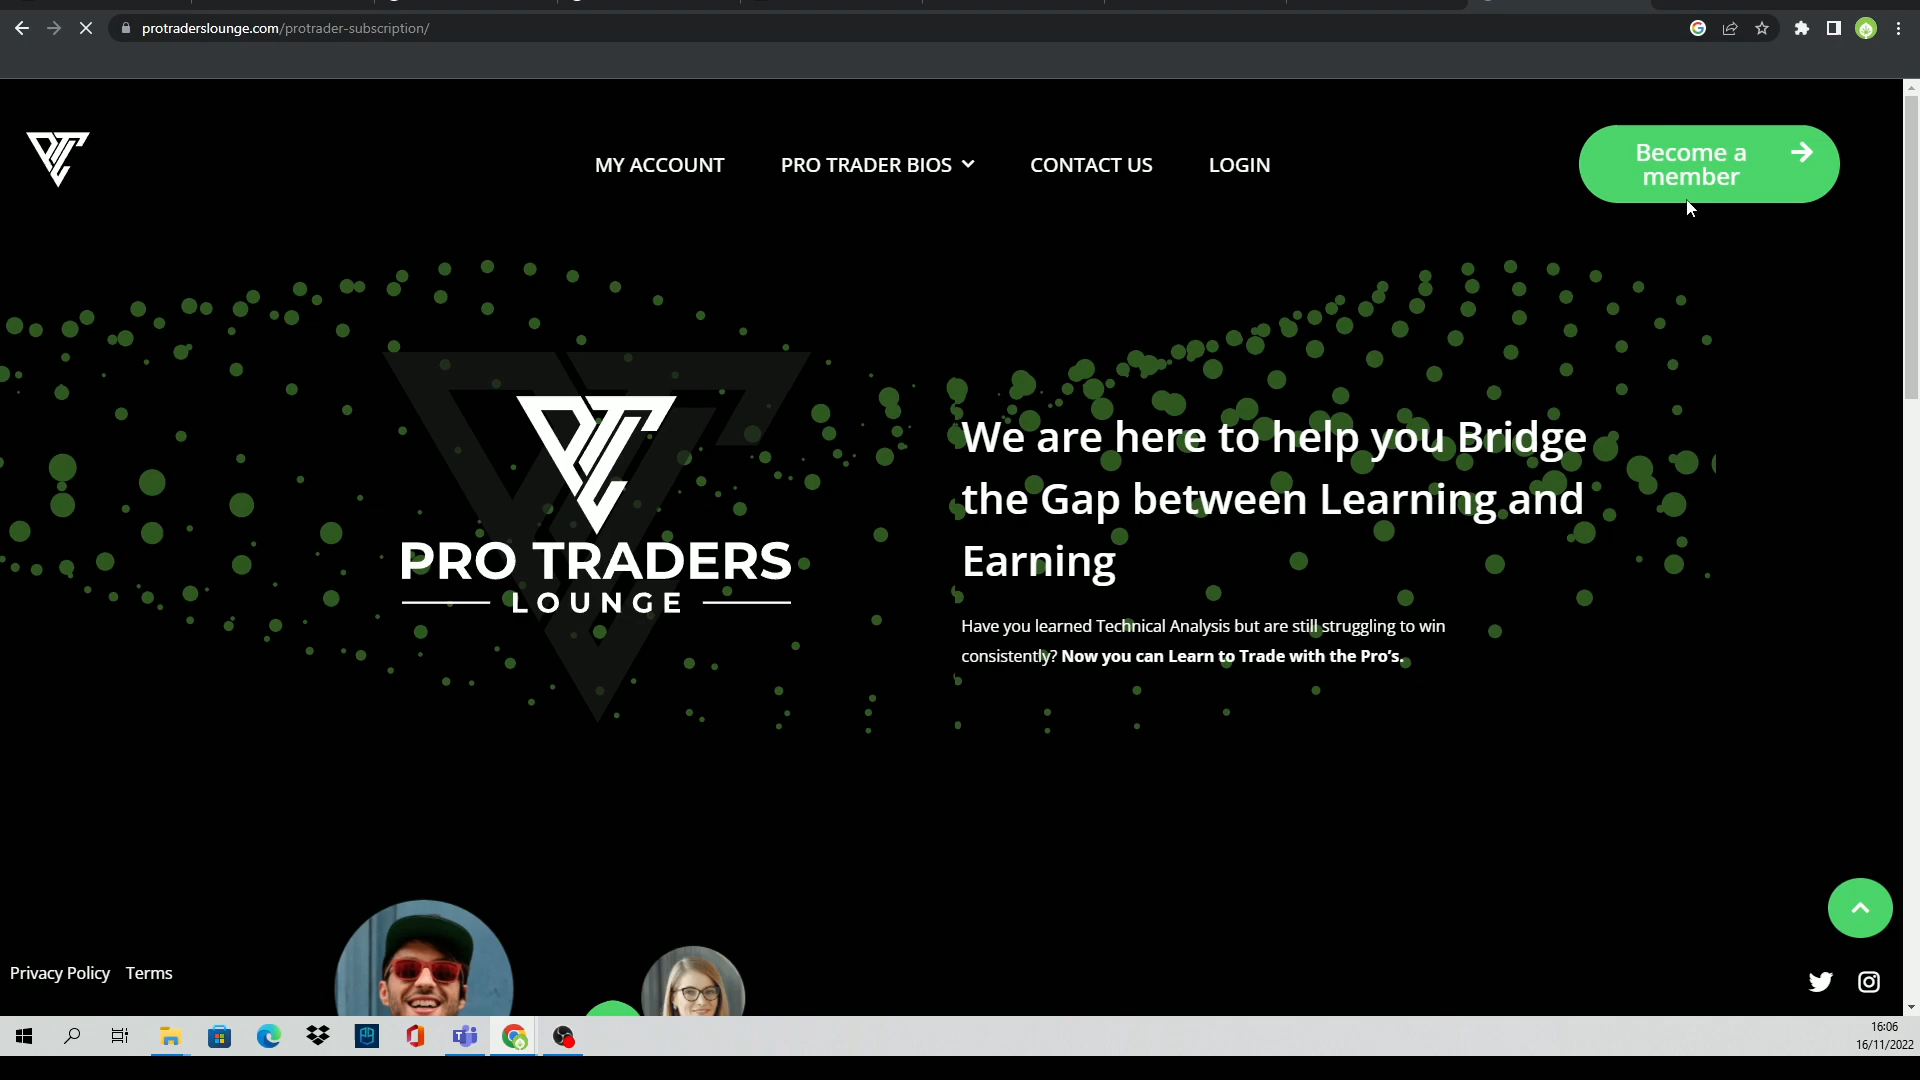 protraderslounge.com/protrader-subscription/
MY ACCOUNT
PRO TRADER BIOS
CONTACT US
LOGIN
Become a
member
PRO TRADERS
LOUNGE
We are here to help you Bridge
the Gap between Learning and
Earning
Have you learned Technical Analysis but are still struggling to win
consistently? Now you can Learn to Trade with the Pro's.
Privacy Policy
Terms
16:06
16/11/2022